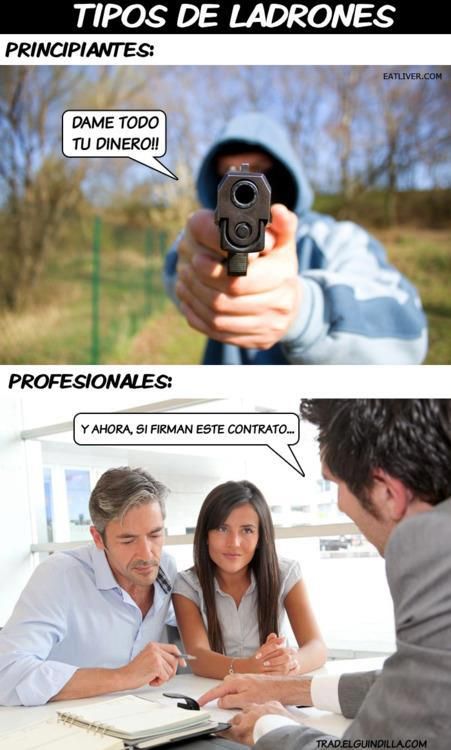 TIPOS DE LADRONES
PRINCIPIANTES:
EATLIVER.COM
DAME TODO
TU DINERO!!
PROFESIONALES:
Y AHORA, SI FIRMAN ESTE CONTRATO...
TRAD.ELGUINDILLA.COM